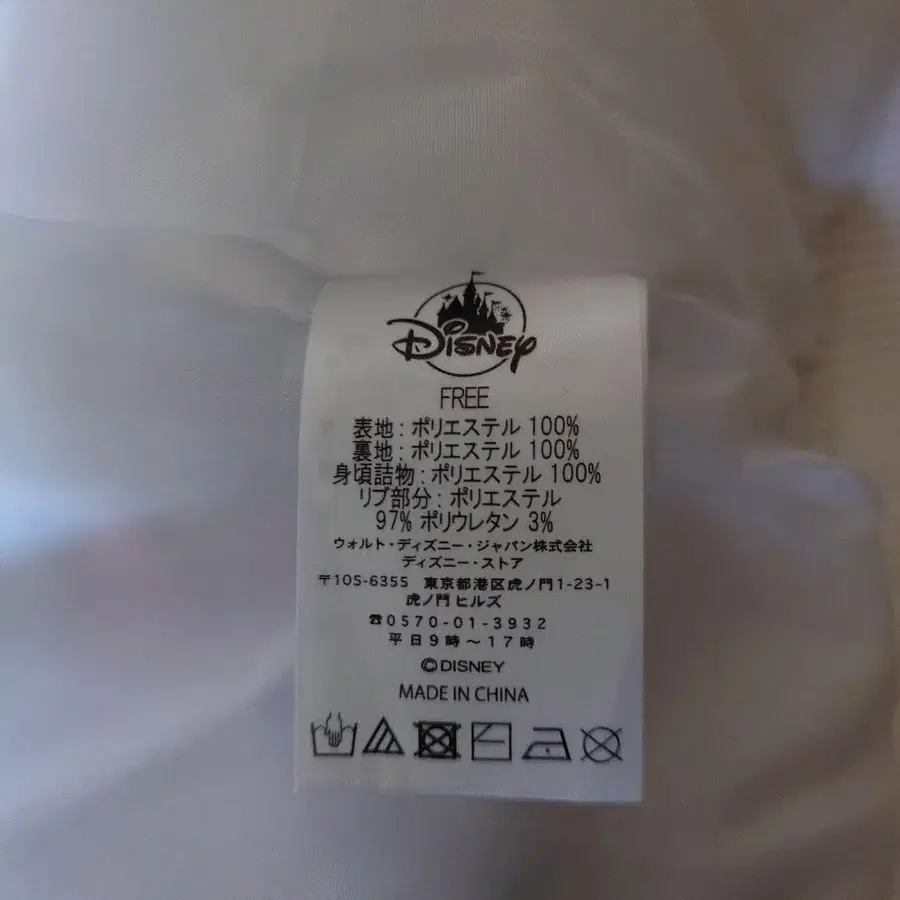 DISNEY
FREE
表地:ポリエステル 100%
裏地:ポリエステル 100%
身頃詰物:ポリエステル 100%
リブ部分:ポリエステル
97% ポリウレタン 3%
ウォルト・ディズニー・ジャパン株式会社
ディズニー・ストア
〒105-6355 東京都港区虎ノ門1-23-1
虎ノ門ヒルズ
☎0570-01-3932
平日9時～17時
©DISNEY
MADE IN CHINA